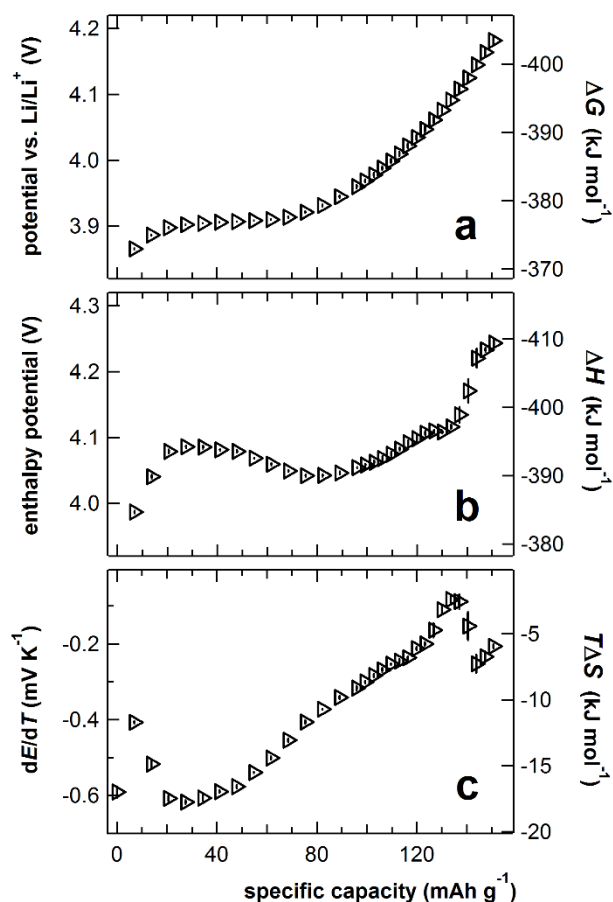 4.2
4.1
4.0
3.9
potential vs. Li/Li⁺ (V)
-400
-390
-380
-370
ΔG (kJ mol⁻¹)
a
4.3
4.2
4.1
4.0
enthalpy potential (V)
-410
-400
-390
-380
ΔH (kJ mol⁻¹)
b
-0.2
-0.4
-0.6
dE/dT (mV K⁻¹)
-5
-10
-15
-20
TΔS (kJ mol⁻¹)
c
0 40 80 120
specific capacity (mAh g⁻¹)